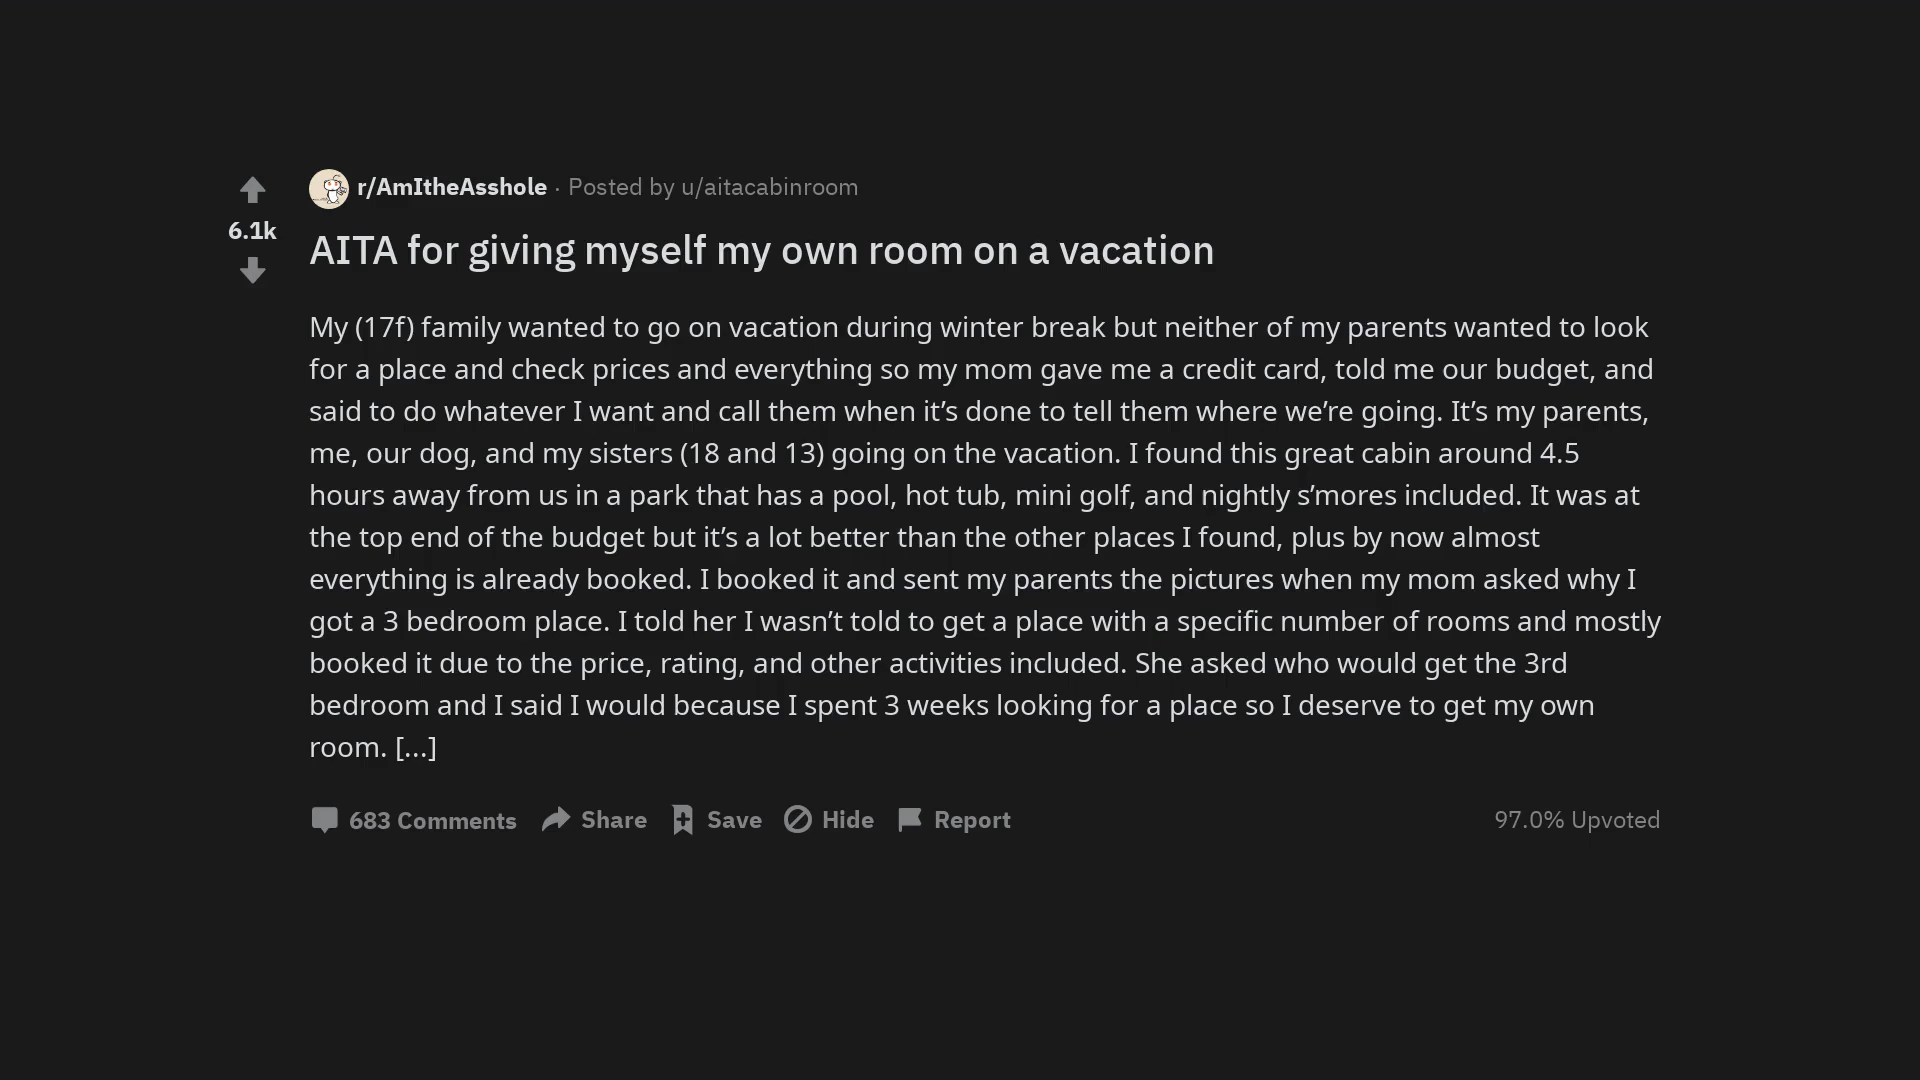 r/AmItheAsshole · Posted by u/aitacabinroom
6.1k
AITA for giving myself my own room on a vacation
My (17f) family wanted to go on vacation during winter break but neither of my parents wanted to look
for a place and check prices and everything so my mom gave me a credit card, told me our budget, and
said to do whatever I want and call them when it’s done to tell them where we’re going. It’s my parents,
me, our dog, and my sisters (18 and 13) going on the vacation. I found this great cabin around 4.5
hours away from us in a park that has a pool, hot tub, mini golf, and nightly s’mores included. It was at
the top end of the budget but it’s a lot better than the other places I found, plus by now almost
everything is already booked. I booked it and sent my parents the pictures when my mom asked why I
got a 3 bedroom place. I told her I wasn’t told to get a place with a specific number of rooms and mostly
booked it due to the price, rating, and other activities included. She asked who would get the 3rd
bedroom and I said I would because I spent 3 weeks looking for a place so I deserve to get my own
room. [...]
683 Comments Share Save Hide Report 97.0% Upvoted